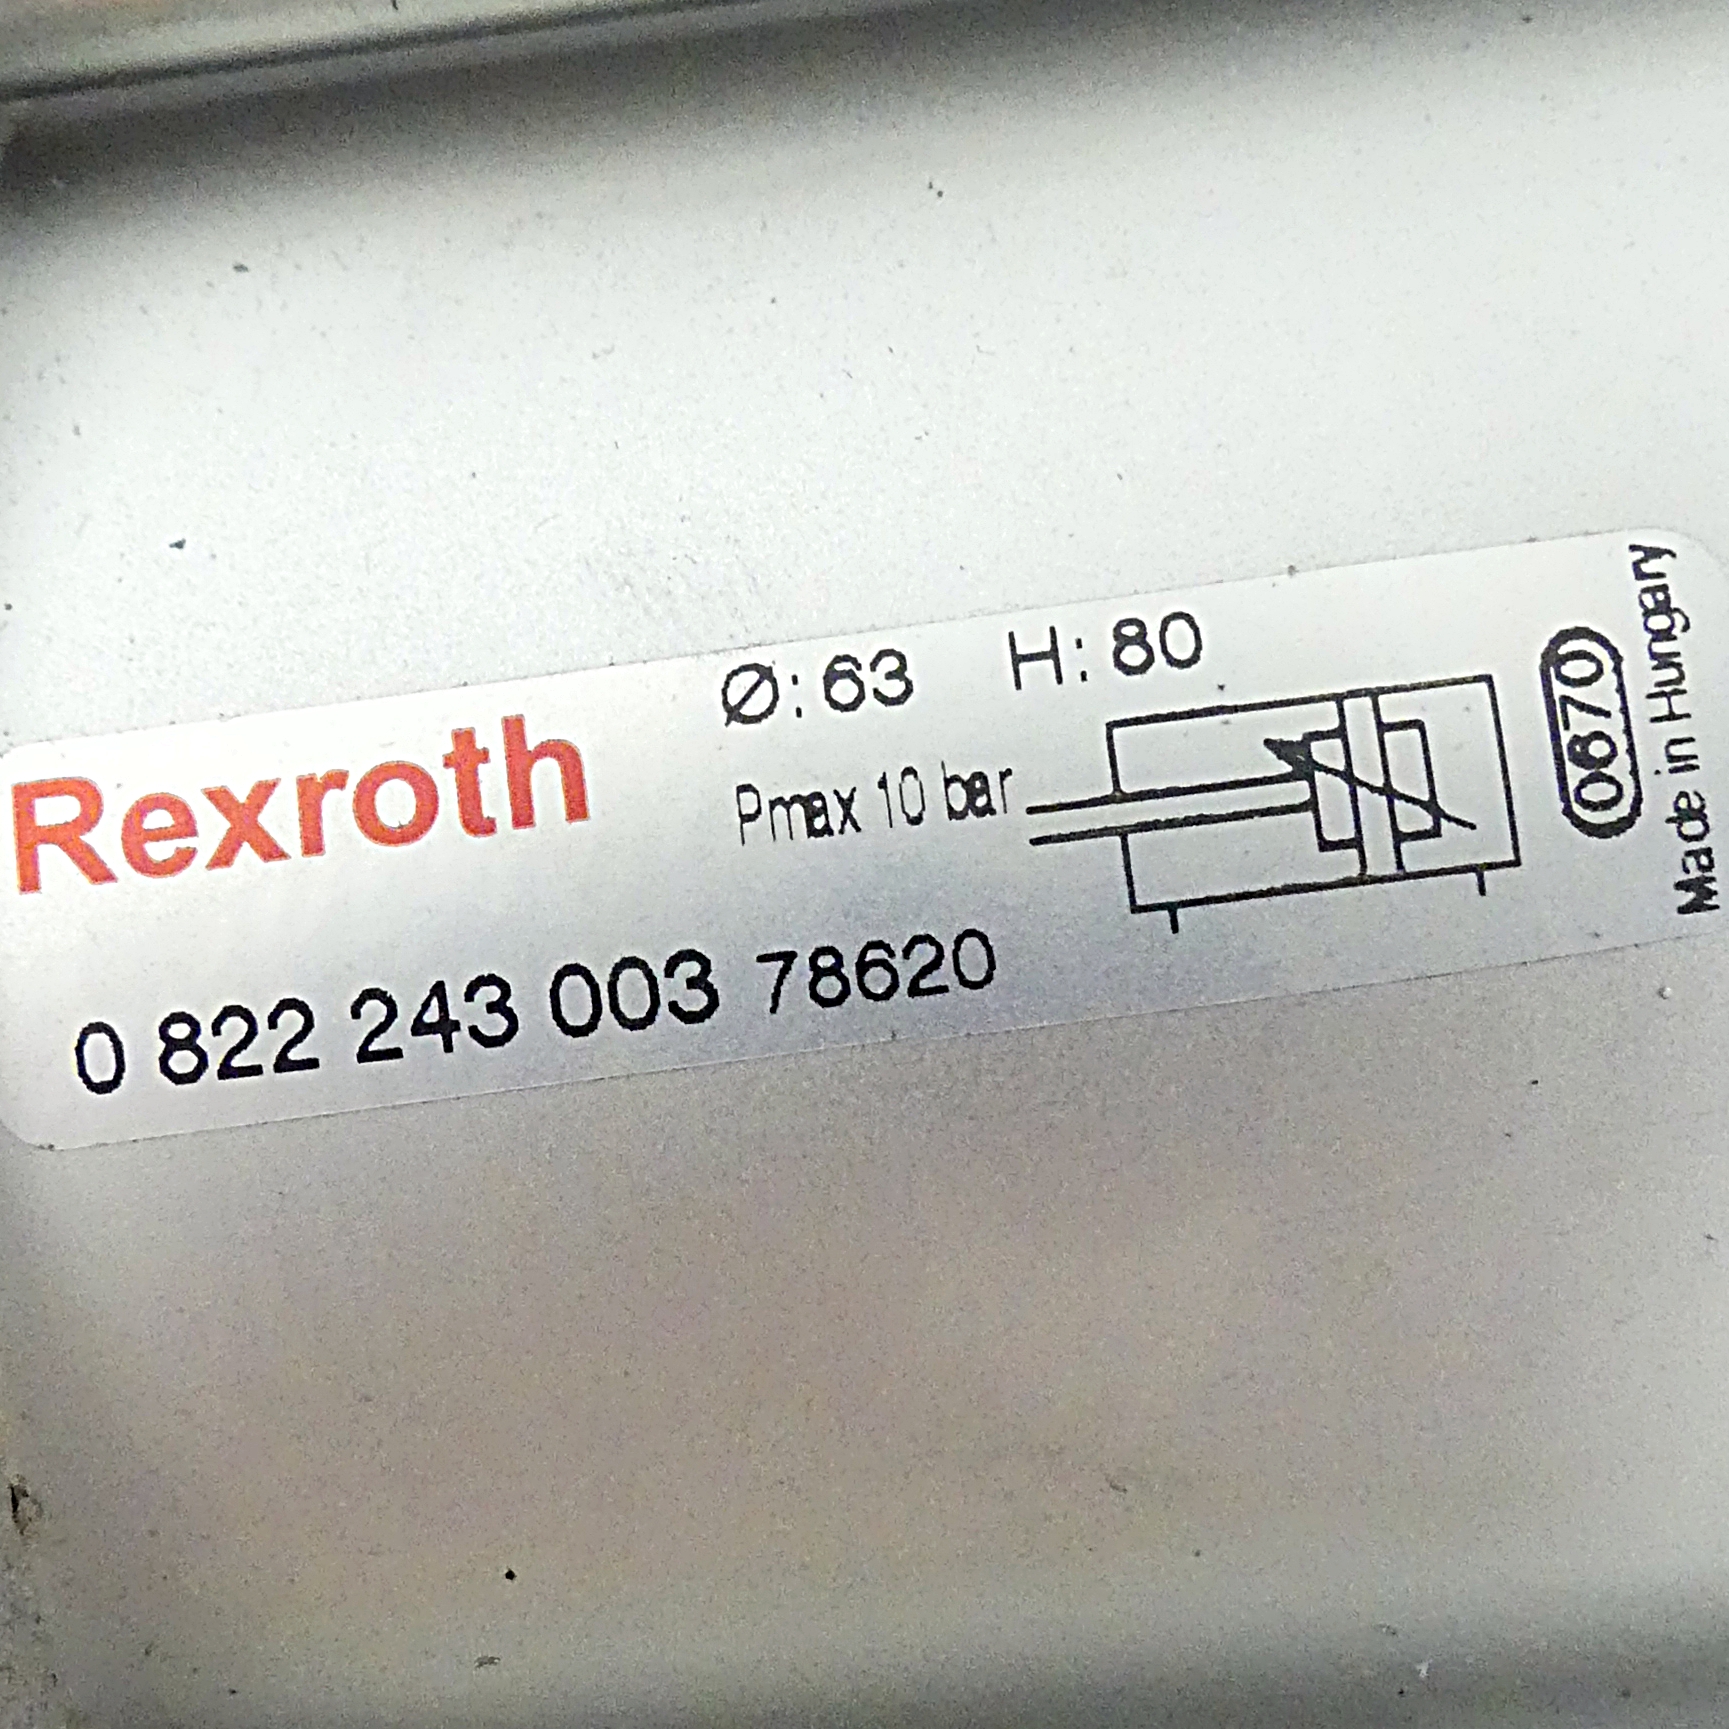 Rexroth
Ø: 63 H: 80
Pmax 10 bar
0 822 243 003 78620
0870
Made in Hungary